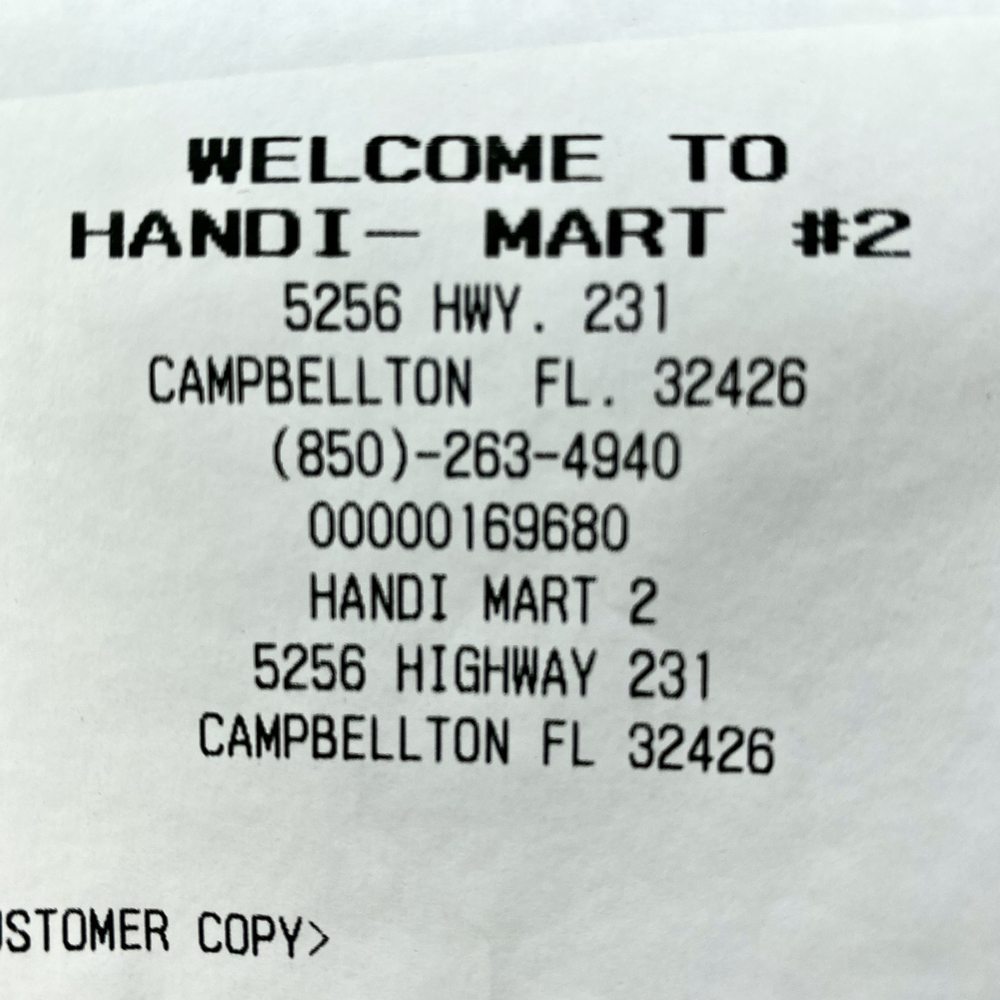 WELCOME TO
HANDI- MART #2
5256 HWY. 231
CAMPBELLTON FL. 32426
(850)-263-4940
00000169680
HANDI MART 2
5256 HIGHWAY 231
CAMPBELLTON FL 32426
USTOMER COPY>